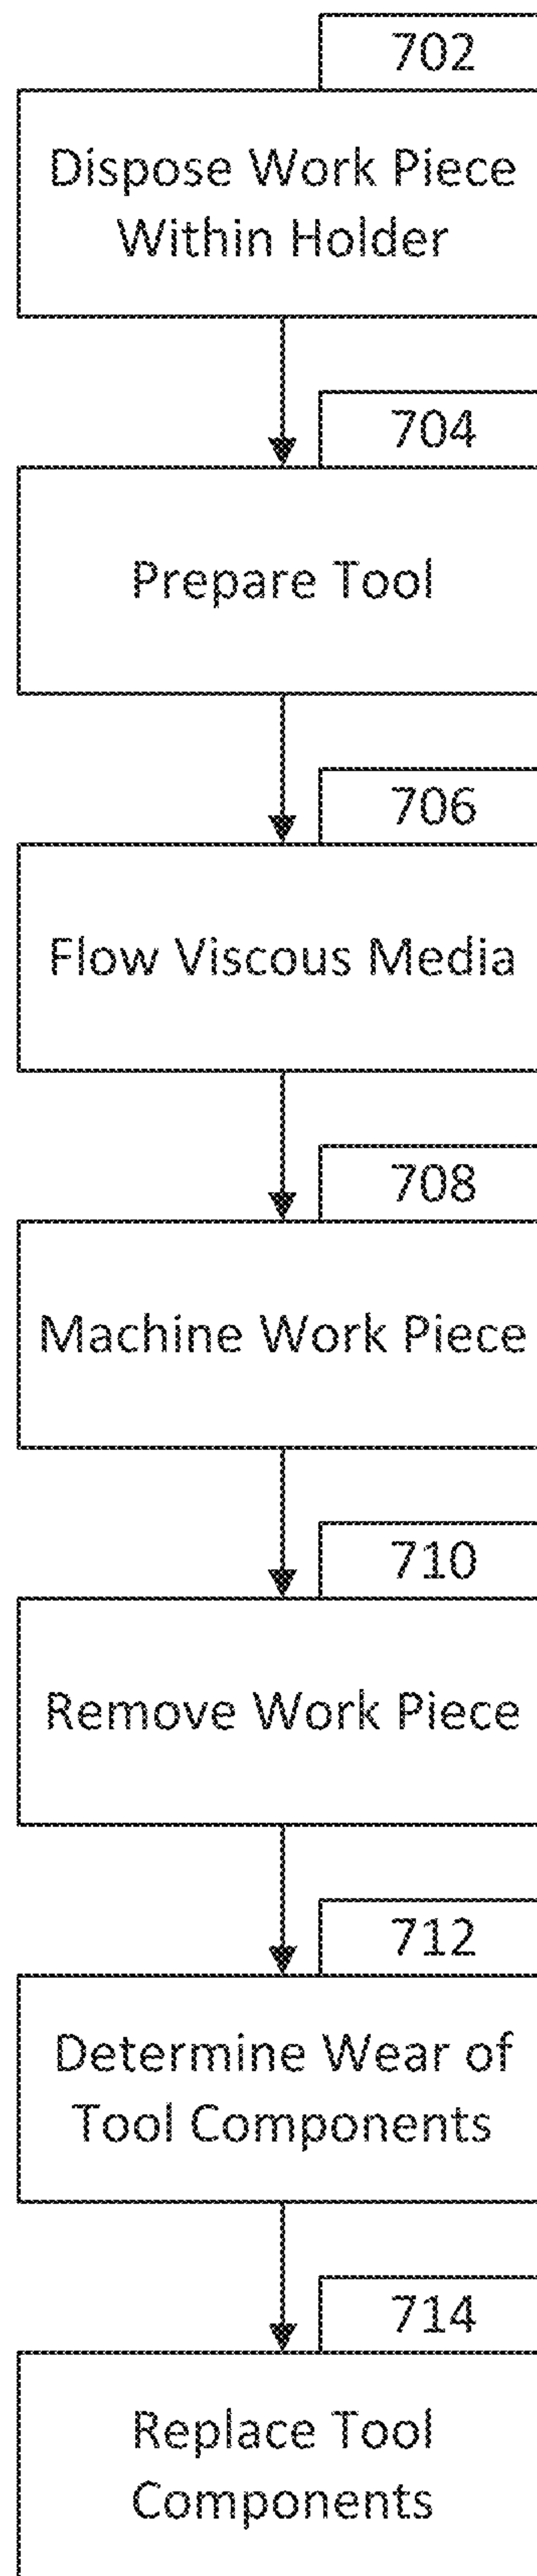 702
Dispose Work Piece
Within Holder
704
Prepare Tool
706
Flow Viscous Media
708
Machine Work Piece
710
Remove Work Piece
712
Determine Wear of
Tool Components
714
Replace Tool
Components